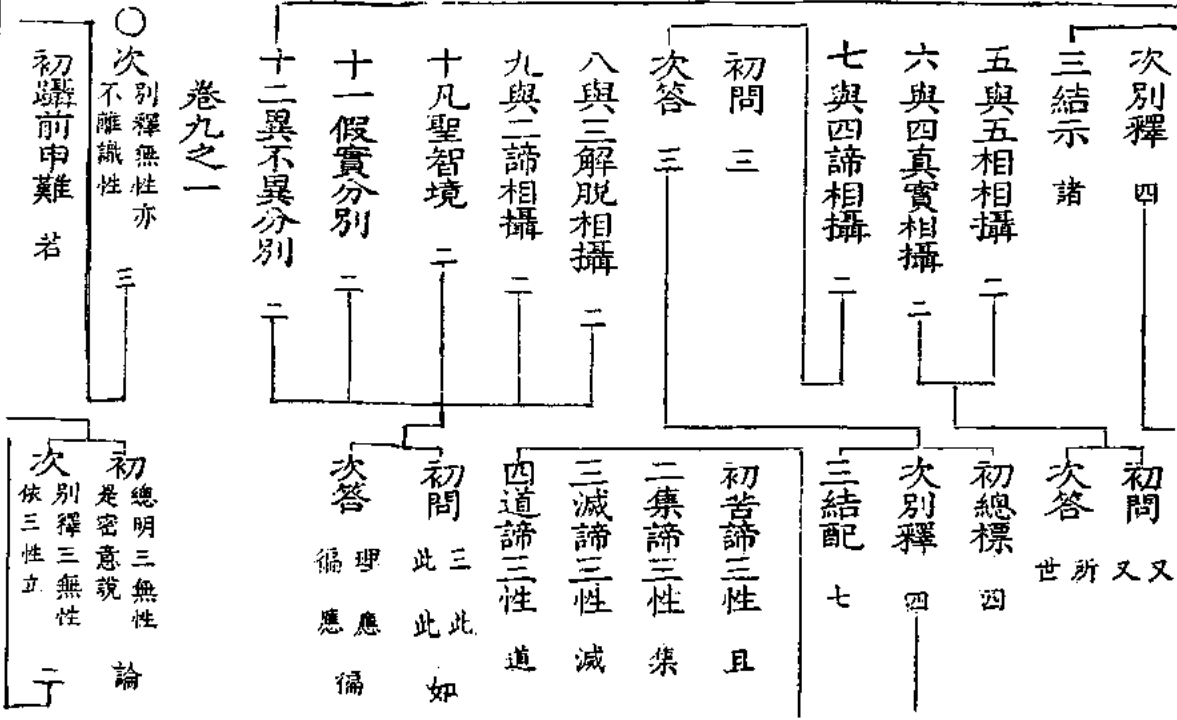 次別釋 四
三結示 諸
五與五相相攝 二
六與四真實相攝 二
七與四諦相攝 二
初問 三
次答 三
八與三解脫相攝 二
九與二諦相攝 二
十凡聖智境 二
十一假實分別 二
十二異不異分別 二
卷九之一
○次 別釋無性亦不離識性 三
初躡前申難 若
初問 又又
次答 所世
初總標 四
次別釋 四
三結配 七
初苦諦三性 且
二集諦三性 集
三滅諦三性 滅
四道諦三性 道
初問 三此此此如
次答 理徧應應徧
初 總明三無性是密意說 論
次 別釋三無性依三性立 二